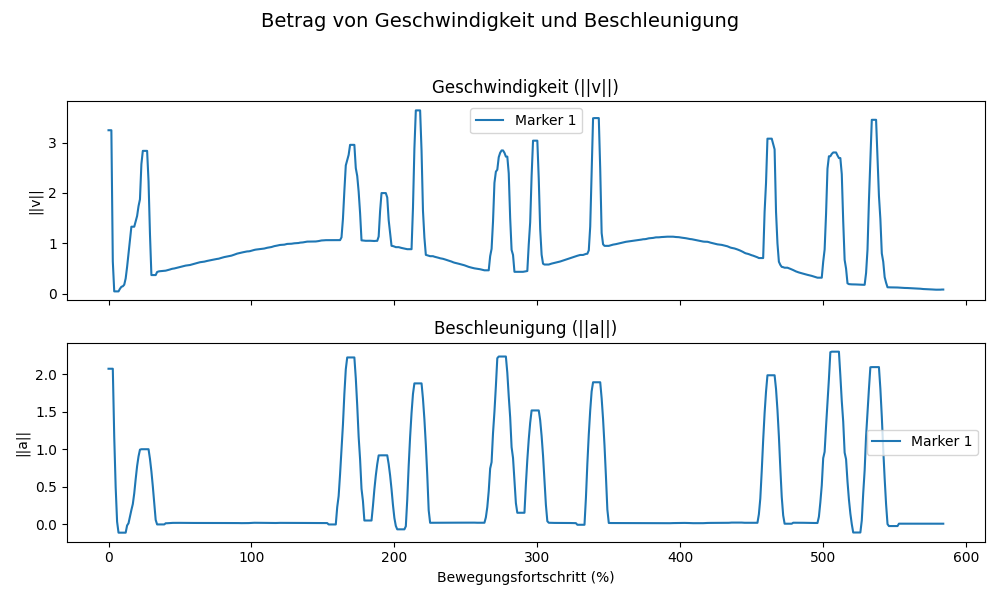 Betrag von Geschwindigkeit und Beschleunigung
Geschwindigkeit (||v||)
Marker 1
3
2
1
0
||v||
Beschleunigung (||a||)
Marker 1
2.0
1.5
1.0
0.5
0.0
||a||
0 100 200 300 400 500 600
Bewegungsfortschritt (%)